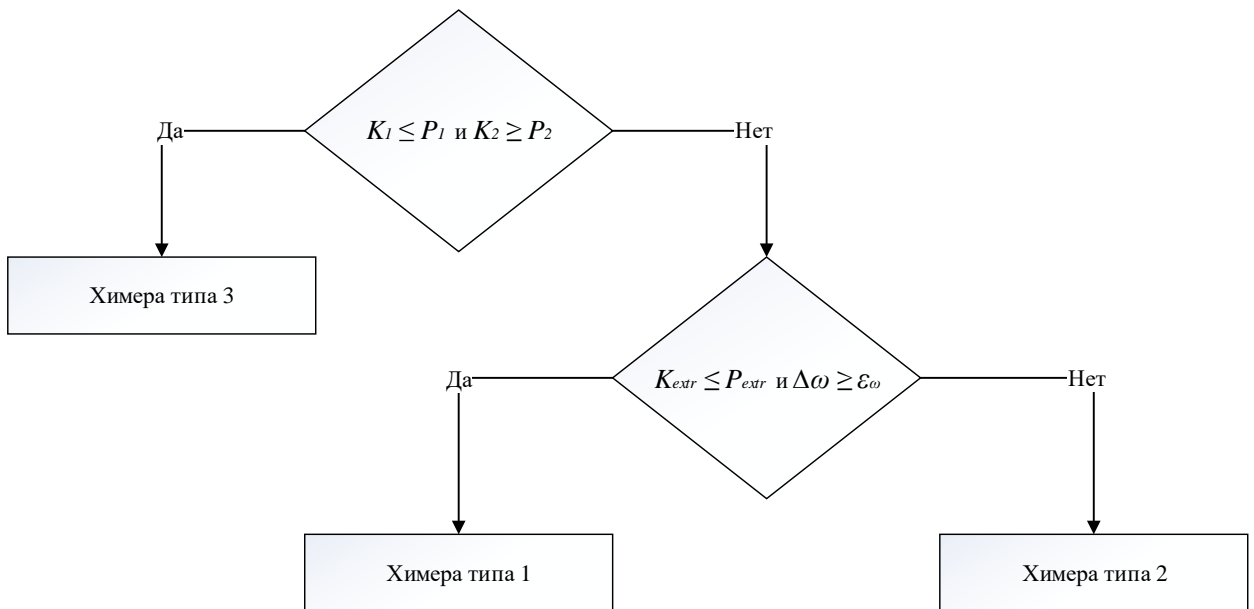 K₁ ≤ P₁ и K₂ ≥ P₂
Да
Нет
Химера типа 3
Kₑₓₜᵣ ≤ Pₑₓₜᵣ и Δω ≥ ε_ω
Да
Нет
Химера типа 1
Химера типа 2